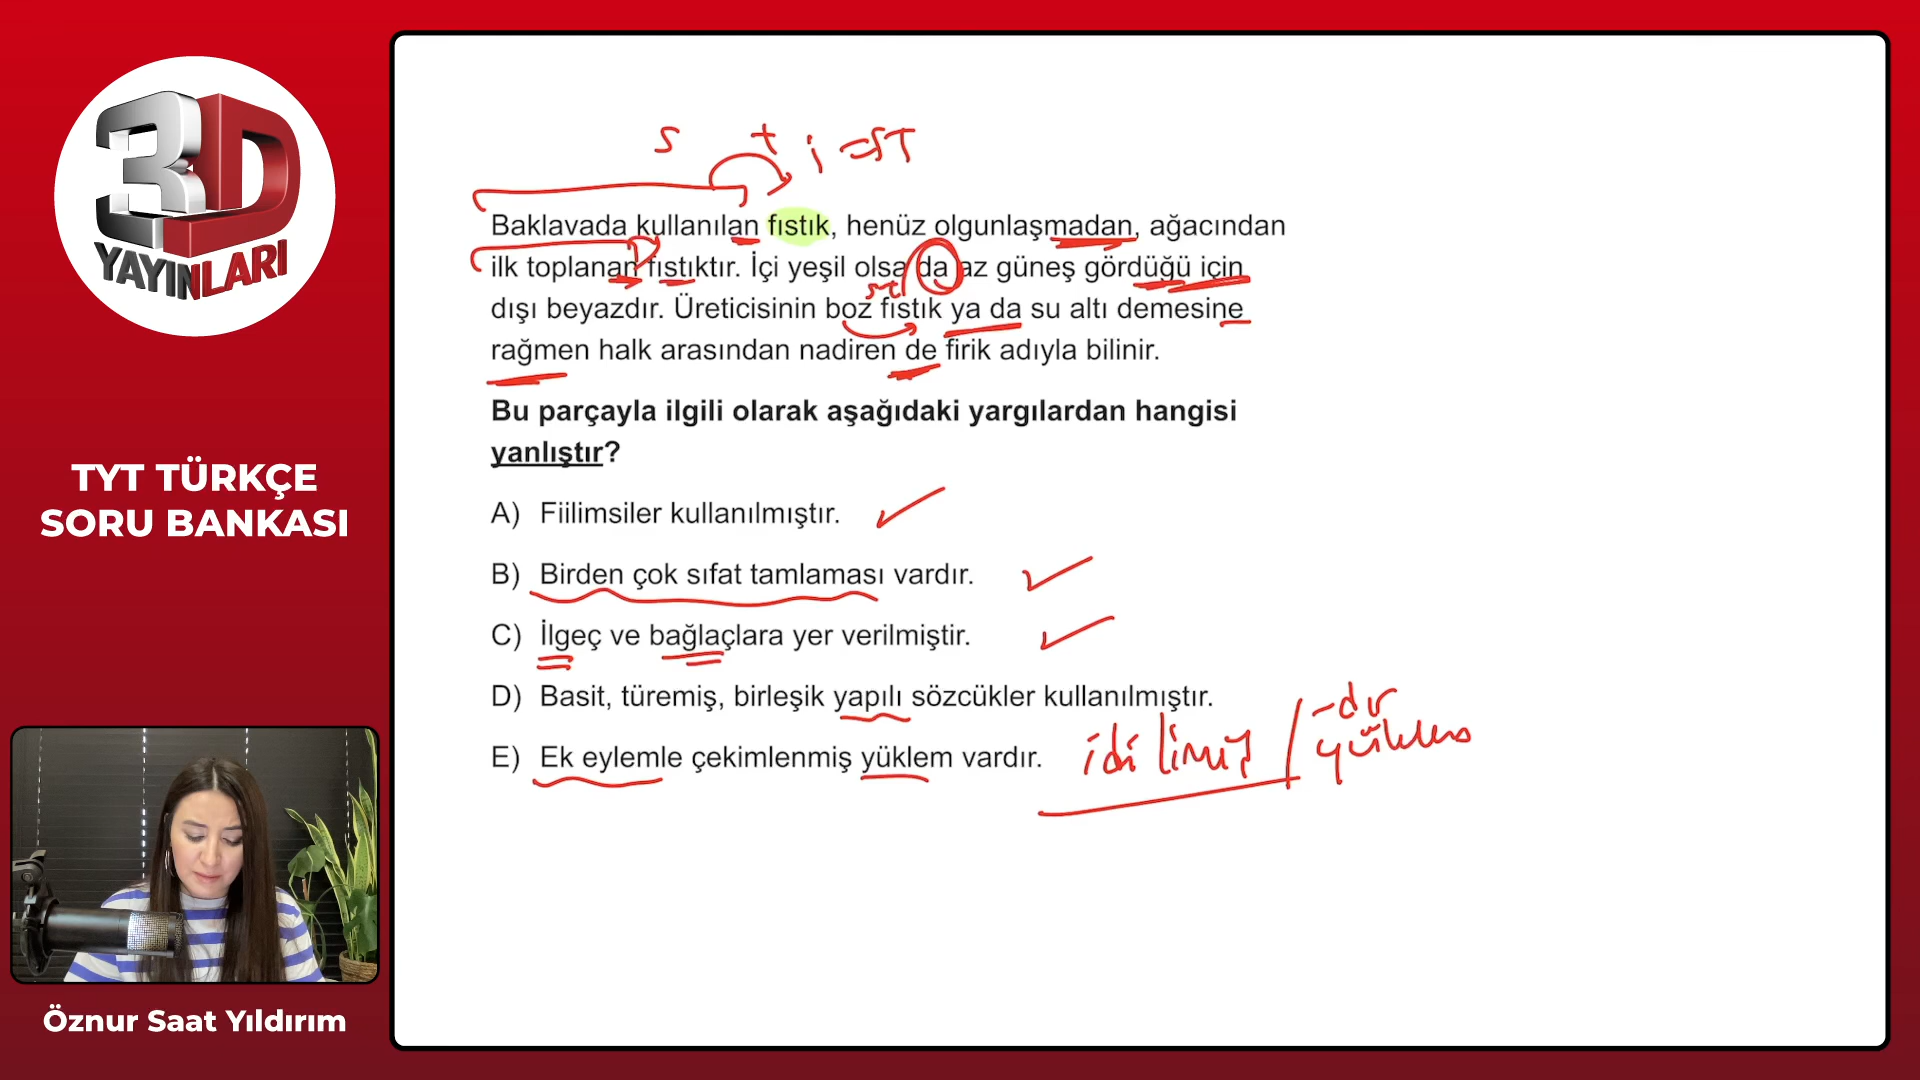 3D
YAYINLARI
TYT TÜRKÇE
SORU BANKASI
Öznur Saat Yıldırım
s t i = ST
Baklavada kullanılan fıstık, henüz olgunlaşmadan, ağacından
ilk toplanan fıstıktır. İçi yeşil olsa da az güneş gördüğü için
dışı beyazdır. Üreticisinin boz fıstık ya da su altı demesine
rağmen halk arasından nadiren de firik adıyla bilinir.
Bu parçayla ilgili olarak aşağıdaki yargılardan hangisi
yanlıştır?
A) Fiilimsiler kullanılmıştır.
B) Birden çok sıfat tamlaması vardır.
C) İlgeç ve bağlaçlara yer verilmiştir.
D) Basit, türemiş, birleşik yapılı sözcükler kullanılmıştır.
E) Ek eylemle çekimlenmiş yüklem vardır.
-dır